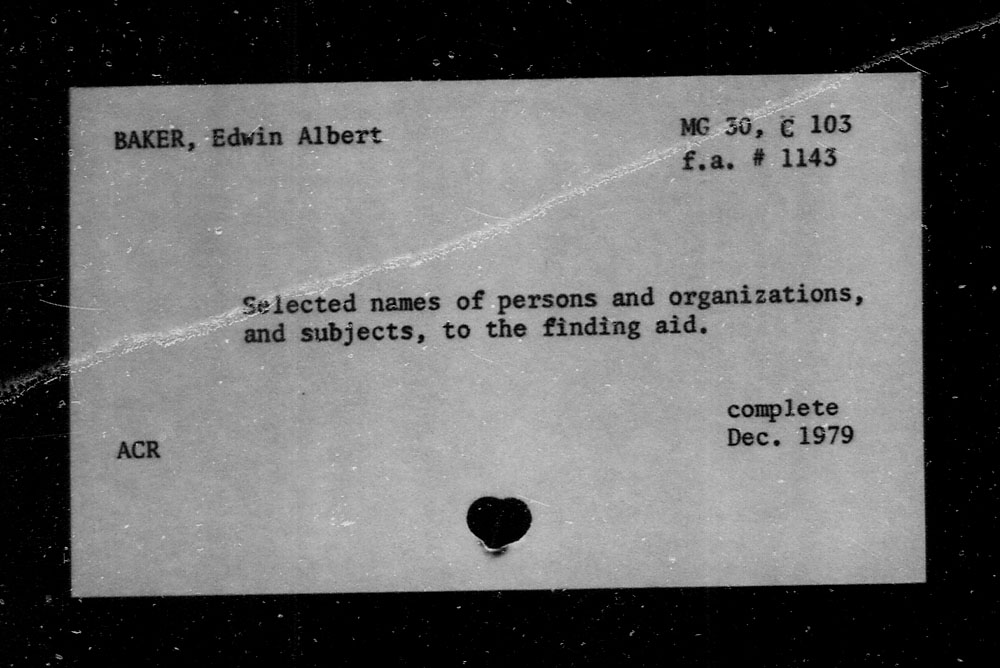 BAKER, Edwin Albert
MG 30, C 103
f.a. # 1143
Selected names of persons and organizations,
and subjects, to the finding aid.
complete
Dec. 1979
ACR